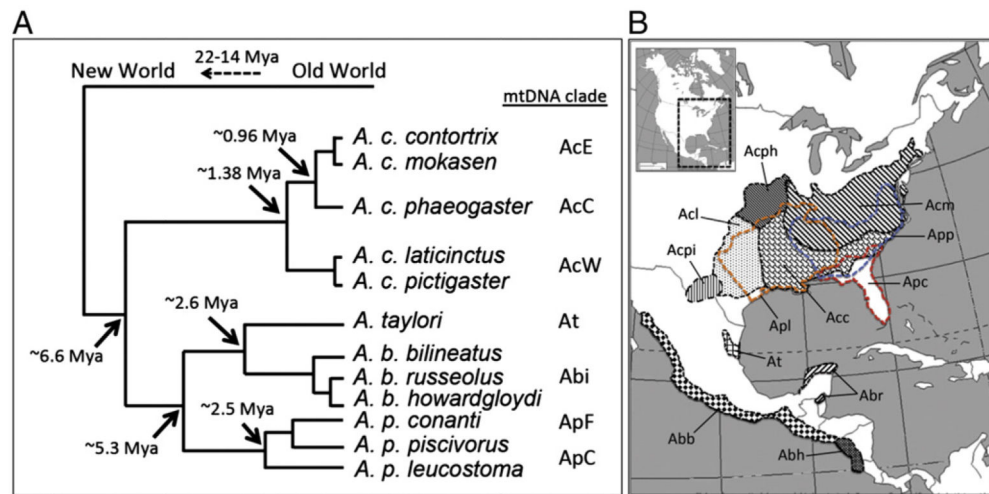 A
22-14 Mya
New World Old World
mtDNA clade
~0.96 Mya
A. c. contortrix
AcE
A. c. mokasen
~1.38 Mya
A. c. phaeogaster AcC
A. c. laticinctus
AcW
A. c. pictigaster
~2.6 Mya
A. taylori At
~6.6 Mya
A. b. bilineatus
A. b. russeolus Abi
A. b. howardgloydi
~2.5 Mya
A. p. conanti ApF
~5.3 Mya
A. p. piscivorus
ApC
A. p. leucostoma
B
Acph
Acm
Acl
App
Acpi
Apc
Apl
Acc
At
Abr
Abb
Abh